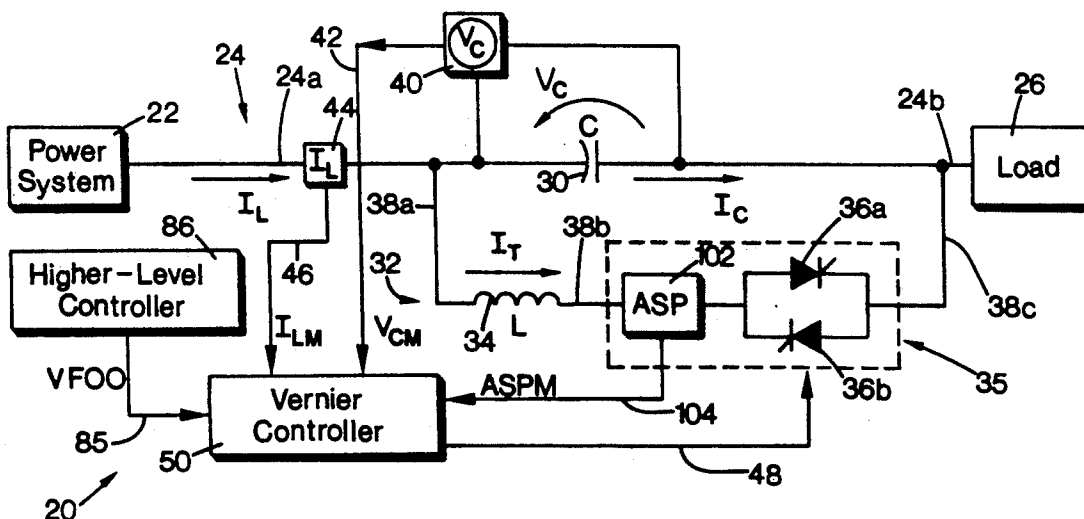 42
V_C
40
24
24a
44
V_C
24b
26
22
Power
System
I_L
C
30
Load
I_L
38a
I_C
36a
86
38b
46
32
I_T
102
Higher-Level
Controller
ASP
38c
34
L
I_LM
V_CM
36b
35
VFOO
ASPM
Vernier
Controller
104
85
50
48
20